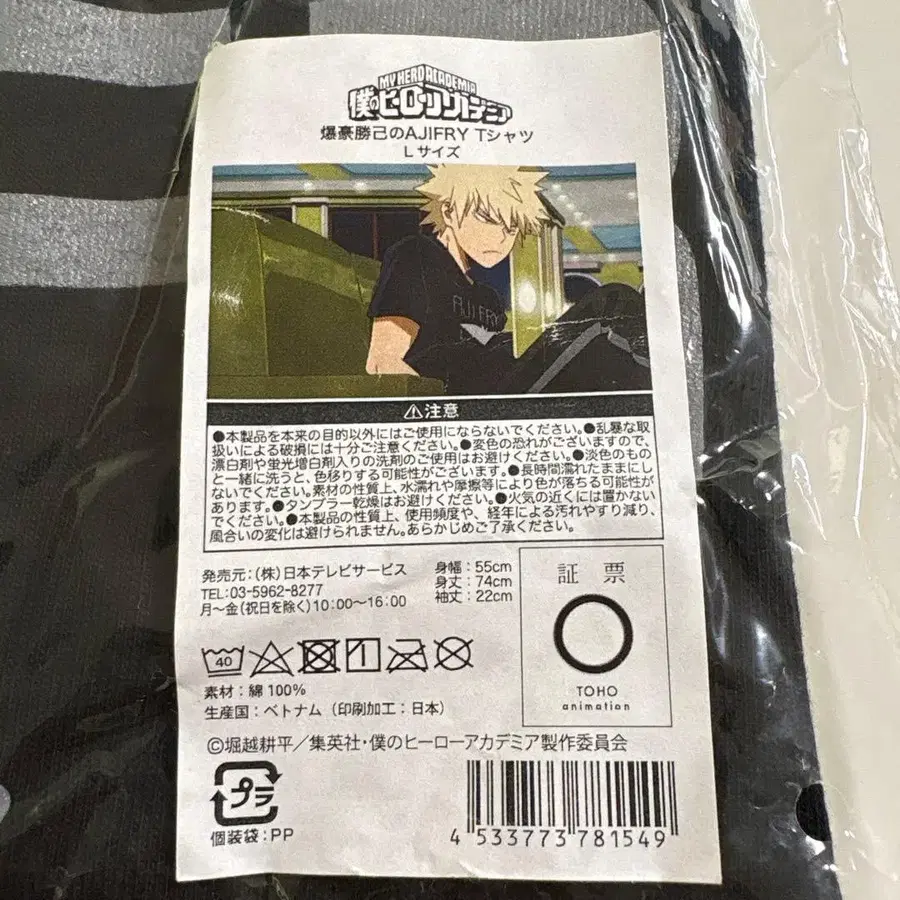 MY HERO ACADEMIA
僕のヒーローアカデミア
爆豪勝己のAJIFRY Tシャツ
Lサイズ
AJIFRY
⚠注意
●本製品を本来の目的以外にはご使用にならないでください。●乱暴な取
扱いによる破損には十分ご注意ください。●変色の恐れがございますので、
漂白剤や蛍光増白剤入りの洗剤のご使用はお避けください。●淡色のもの
と一緒に洗うと、色移りする可能性がございます。●長時間濡れたままにし
ないでください。素材の性質上、水濡れや摩擦等により色が落ちる可能性が
あります。●タンブラー乾燥はお避けください。●火気の近くには置かない
でください。●本製品の性質上、使用頻度や、経年による汚れやすり減り、
風合いの変化は避けられません。あらかじめご了承ください。
発売元:(株)日本テレビサービス
TEL:03-5962-8277
月〜金(祝日を除く)10:00〜16:00
身幅:55cm
身丈:74cm
袖丈:22cm
証 票
TOHO
animation
40
素材:綿100%
生産国:ベトナム(印刷加工:日本)
©堀越耕平/集英社・僕のヒーローアカデミア製作委員会
プラ
個装袋:PP
4 533773 781549